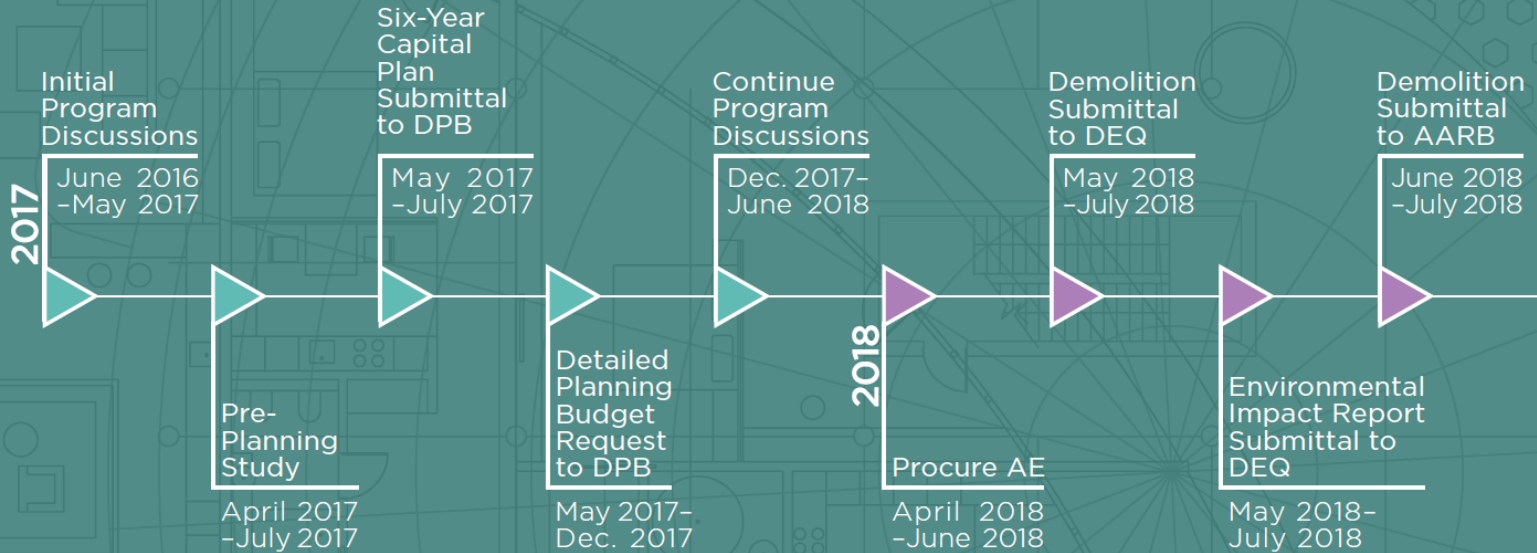 2017
Initial
Program
Discussions
June 2016
–May 2017
Pre-
Planning
Study
April 2017
–July 2017
Six-Year
Capital
Plan
Submittal
to DPB
May 2017
–July 2017
Detailed
Planning
Budget
Request
to DPB
May 2017–
Dec. 2017
Continue
Program
Discussions
Dec. 2017–
June 2018
2018
Procure AE
April 2018
–June 2018
Demolition
Submittal
to DEQ
May 2018
–July 2018
Environmental
Impact Report
Submittal to
DEQ
May 2018–
July 2018
Demolition
Submittal
to AARB
June 2018
–July 2018